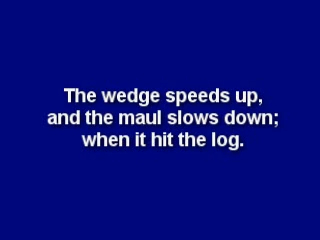 The wedge speeds up,
and the maul slows down;
when it hit the log.